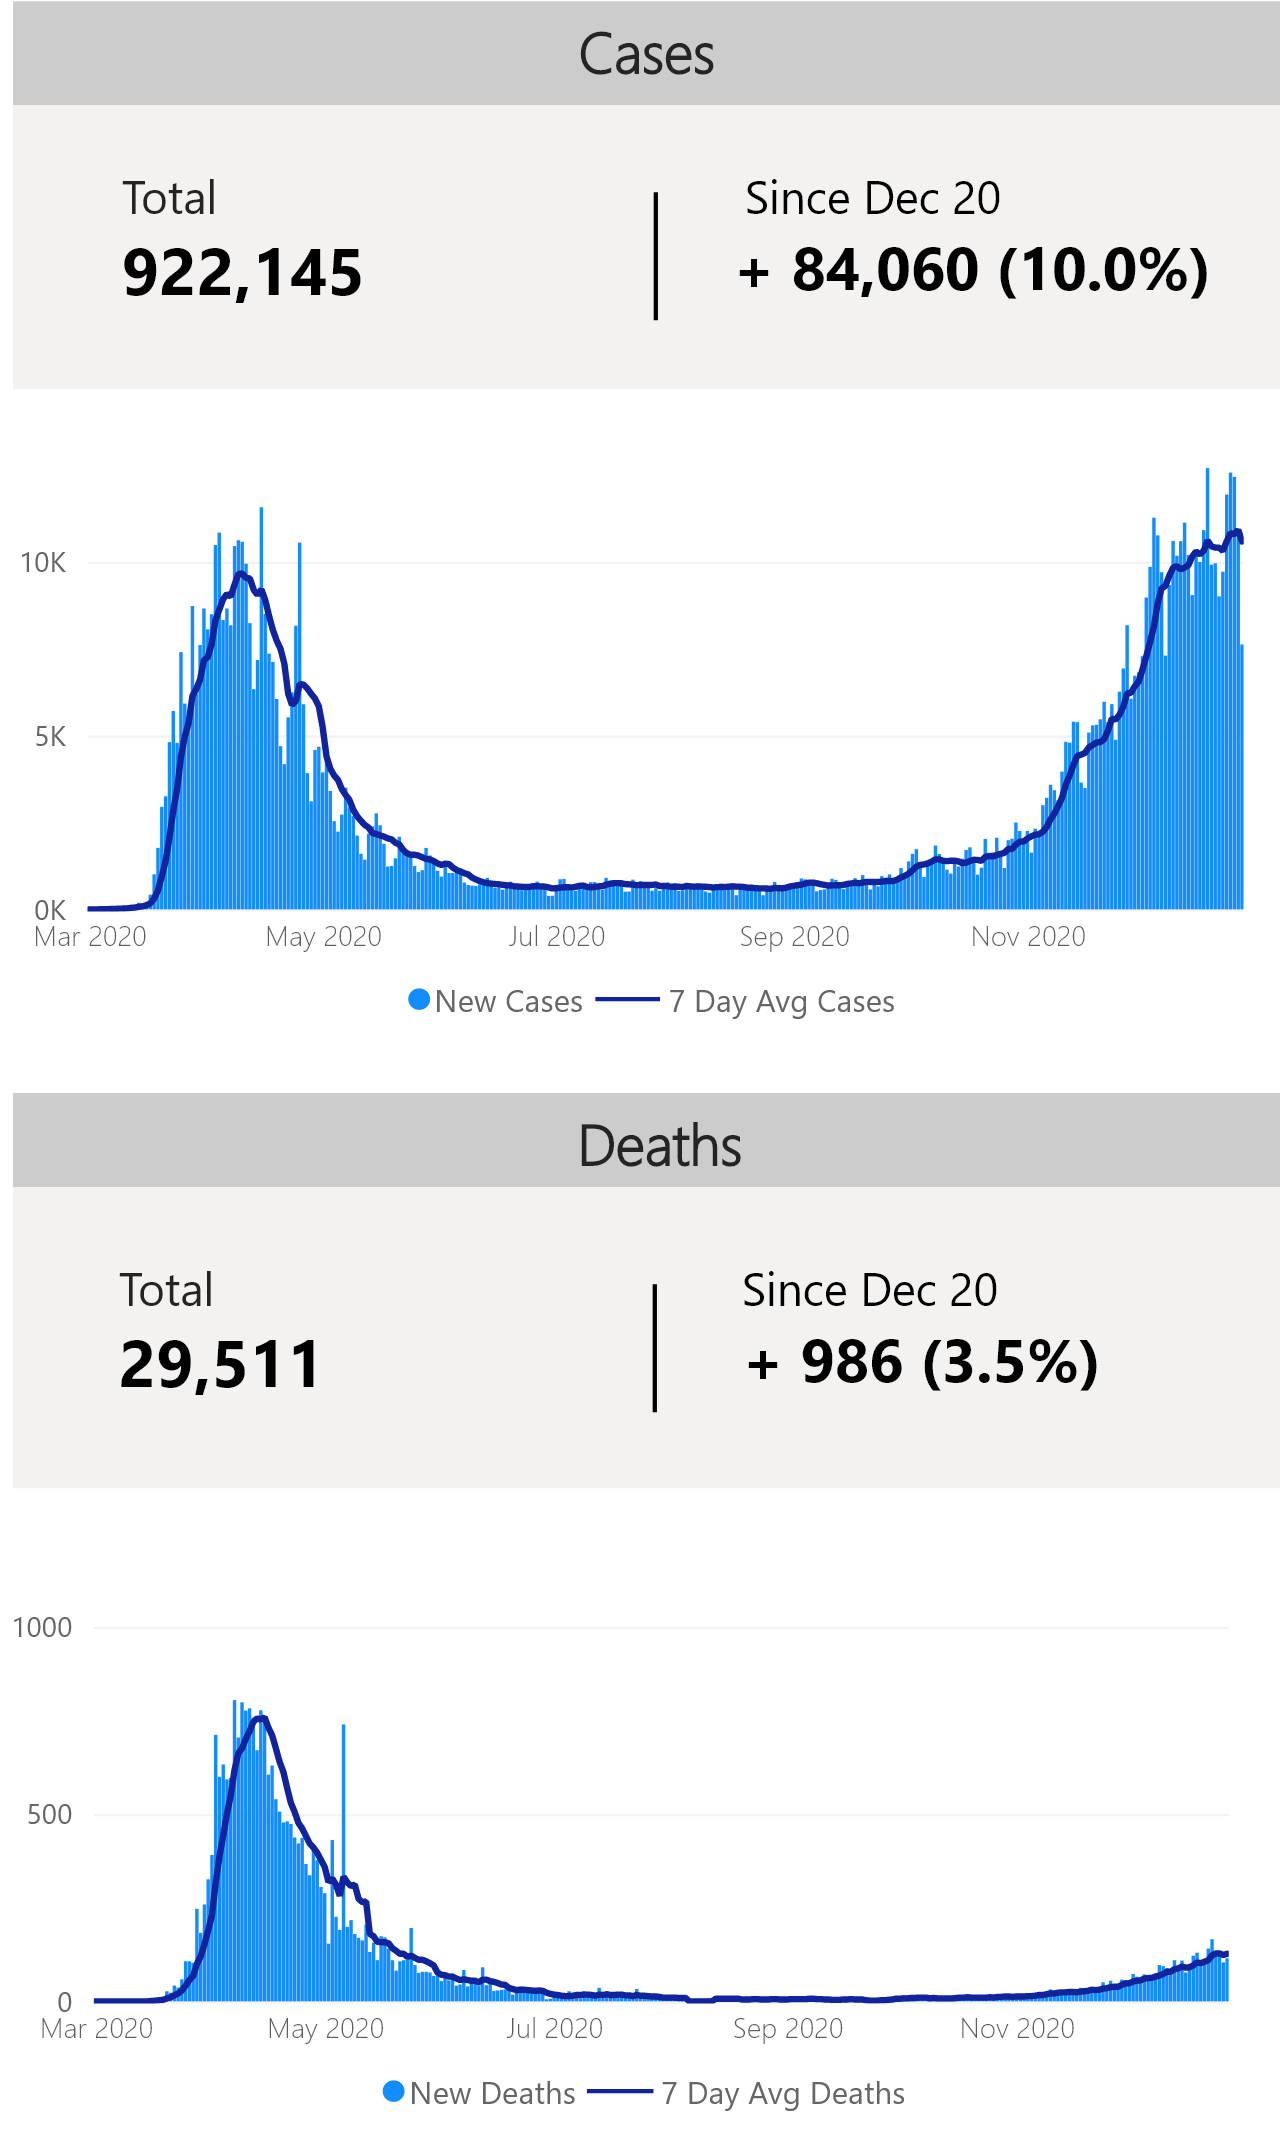 Cases
Total
Since Dec 20
922,145
+ 84,060 (10.0%)
10K
5K
0K
Mar 2020
May 2020
Jul 2020
Sep 2020
Nov 2020
New Cases
7 Day Avg Cases
Deaths
Total
Since Dec 20
29,511
+ 986 (3.5%)
1000
500
0
Mar 2020
May 2020
Jul 2020
Sep 2020
Nov 2020
New Deaths
7 Day Avg Deaths